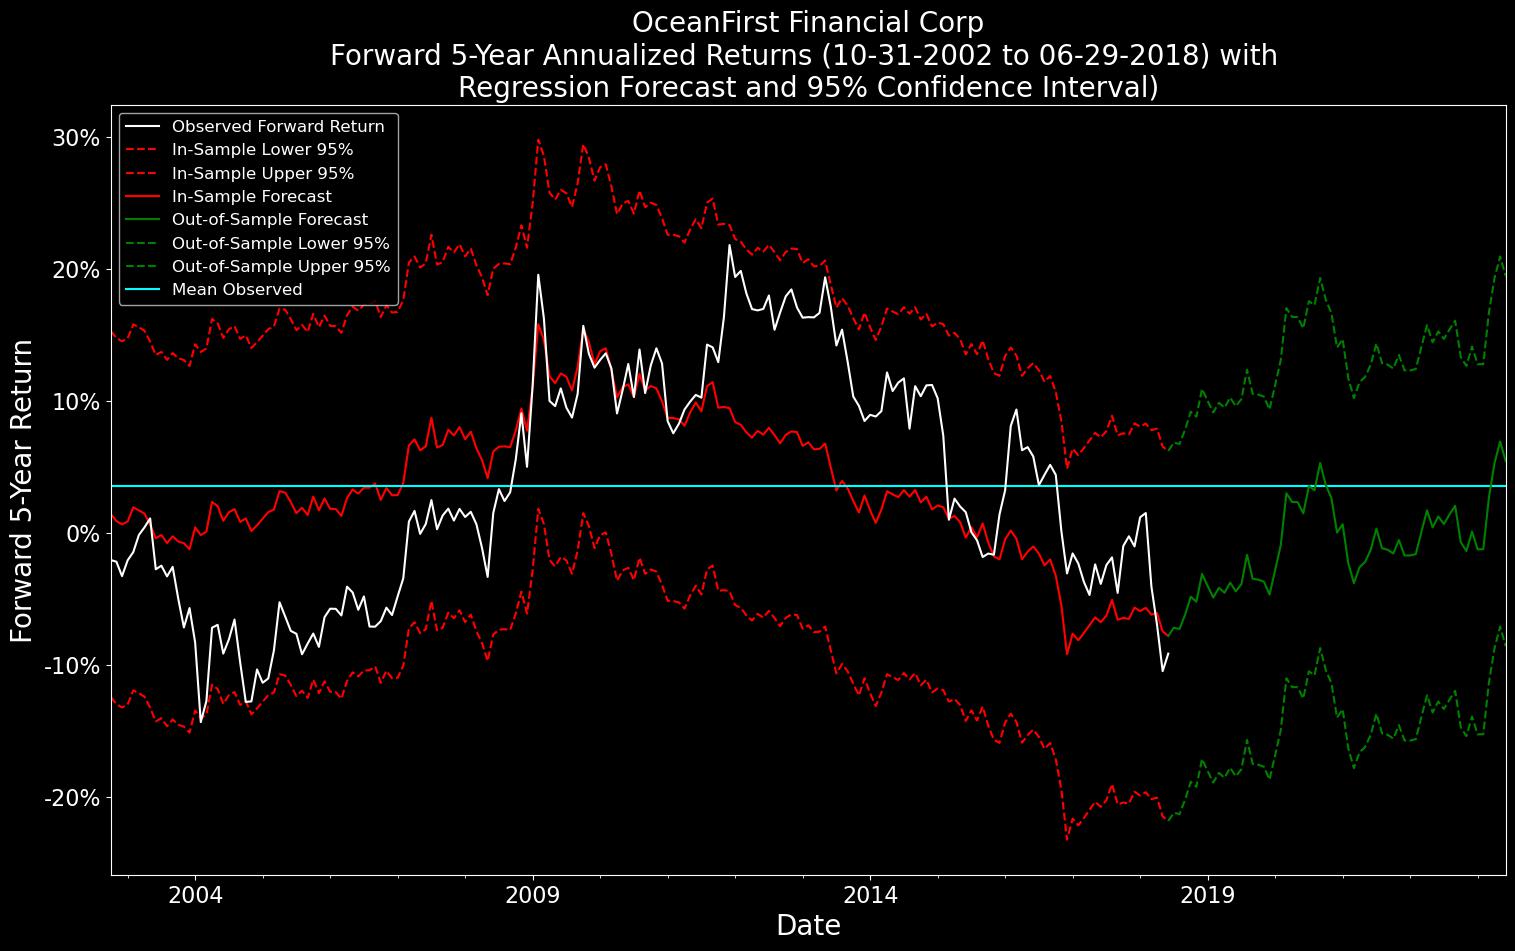 OceanFirst Financial Corp
Forward 5-Year Annualized Returns (10-31-2002 to 06-29-2018) with
Regression Forecast and 95% Confidence Interval)
Observed Forward Return
In-Sample Lower 95%
In-Sample Upper 95%
In-Sample Forecast
Out-of-Sample Forecast
Out-of-Sample Lower 95%
Out-of-Sample Upper 95%
Mean Observed
30%
20%
10%
0%
-10%
-20%
Forward 5-Year Return
2004 2009 2014 2019
Date